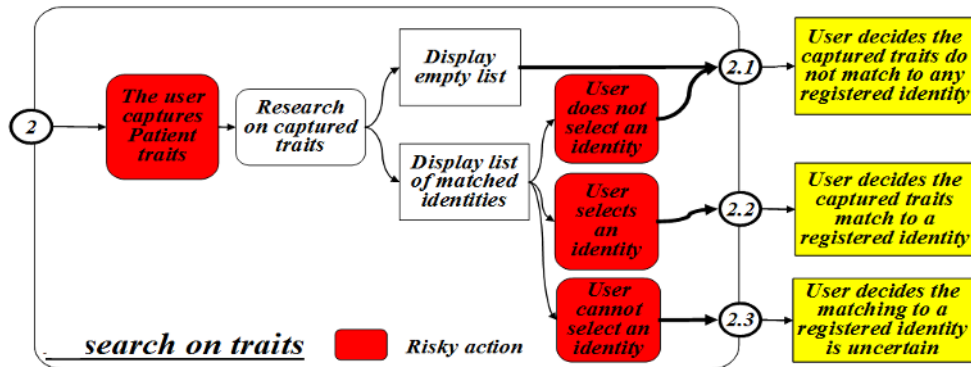 2
The user
captures
Patient
traits
Research
on captured
traits
Display
empty list
Display list
of matched
identities
User
does not
select an
identity
User
selects
an
identity
User
cannot
select an
identity
2.1
2.2
2.3
User decides the
captured traits do
not match to any
registered identity
User decides the
captured traits
match to a
registered identity
User decides the
matching to a
registered identity
is uncertain
search on traits
Risky action